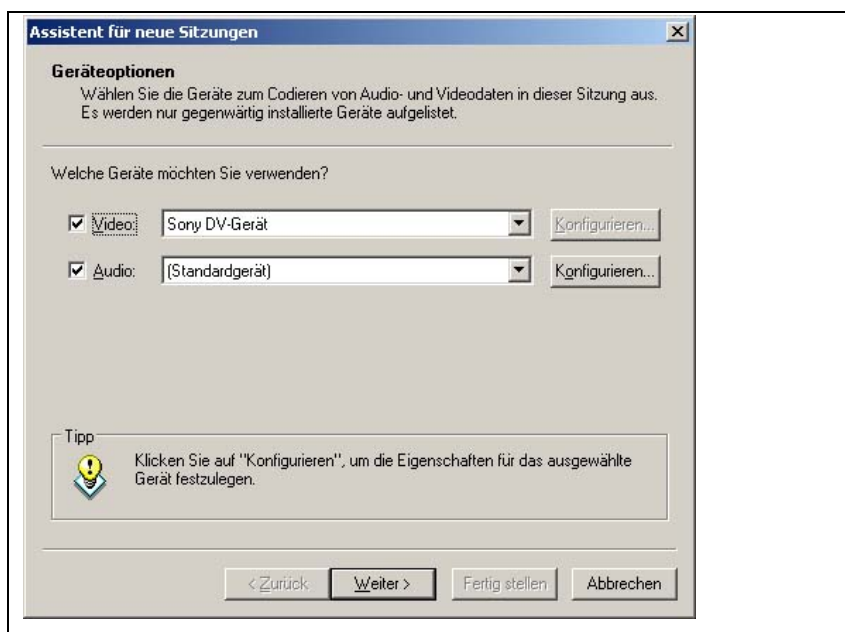 Assistent für neue Sitzungen
Geräteoptionen
Wählen Sie die Geräte zum Codieren von Audio- und Videodaten in dieser Sitzung aus.
Es werden nur gegenwärtig installierte Geräte aufgelistet.
Welche Geräte möchten Sie verwenden?
Video: Sony DV-Gerät Konfigurieren...
Audio: (Standardgerät) Konfigurieren...
Tipp
Klicken Sie auf "Konfigurieren", um die Eigenschaften für das ausgewählte
Gerät festzulegen.
< Zurück Weiter > Fertig stellen Abbrechen